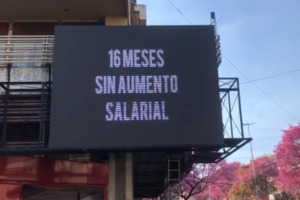 16 MESES
SIN AUMENTO
SALARIAL